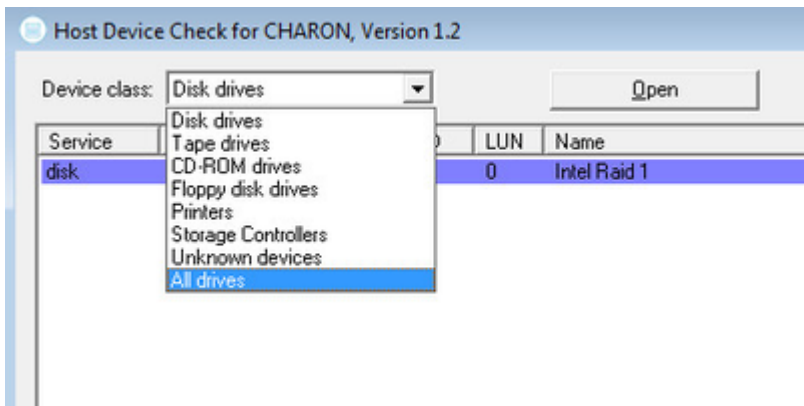 Host Device Check for CHARON, Version 1.2
Device class: Disk drives Open
Disk drives
Tape drives
CD-ROM drives
Floppy disk drives
Printers
Storage Controllers
Unknown devices
All drives
Service LUN Name
disk 0 Intel Raid 1